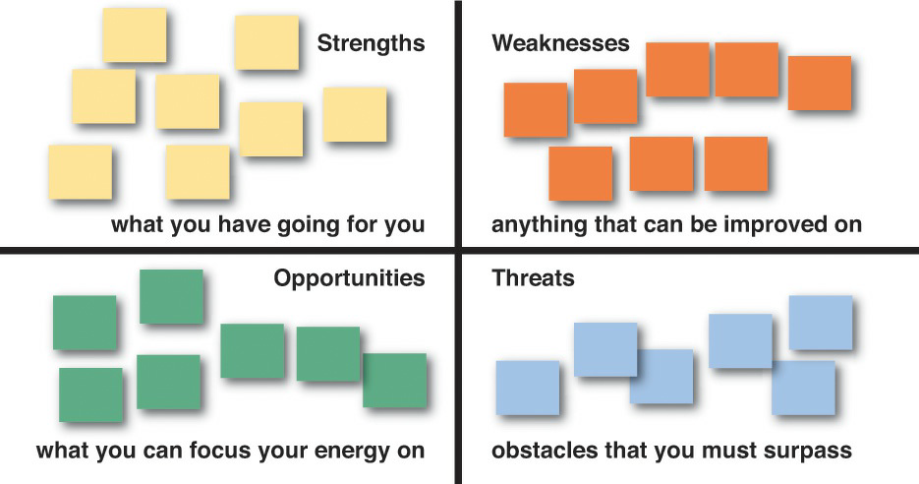 Strengths
what you have going for you
Weaknesses
anything that can be improved on
Opportunities
what you can focus your energy on
Threats
obstacles that you must surpass